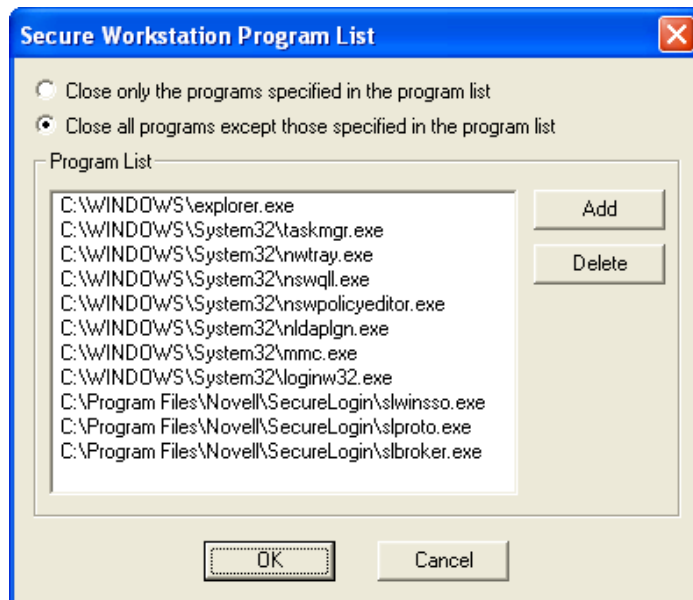 Secure Workstation Program List
Close only the programs specified in the program list
Close all programs except those specified in the program list
Program List
C:\WINDOWS\explorer.exe
C:\WINDOWS\System32\taskmgr.exe
C:\WINDOWS\System32\nwtray.exe
C:\WINDOWS\System32\nswqll.exe
C:\WINDOWS\System32\nswpolicyeditor.exe
C:\WINDOWS\System32\nldaplgn.exe
C:\WINDOWS\System32\mmc.exe
C:\WINDOWS\System32\loginw32.exe
C:\Program Files\Novell\SecureLogin\slwinsso.exe
C:\Program Files\Novell\SecureLogin\slproto.exe
C:\Program Files\Novell\SecureLogin\slbroker.exe
Add
Delete
OK
Cancel